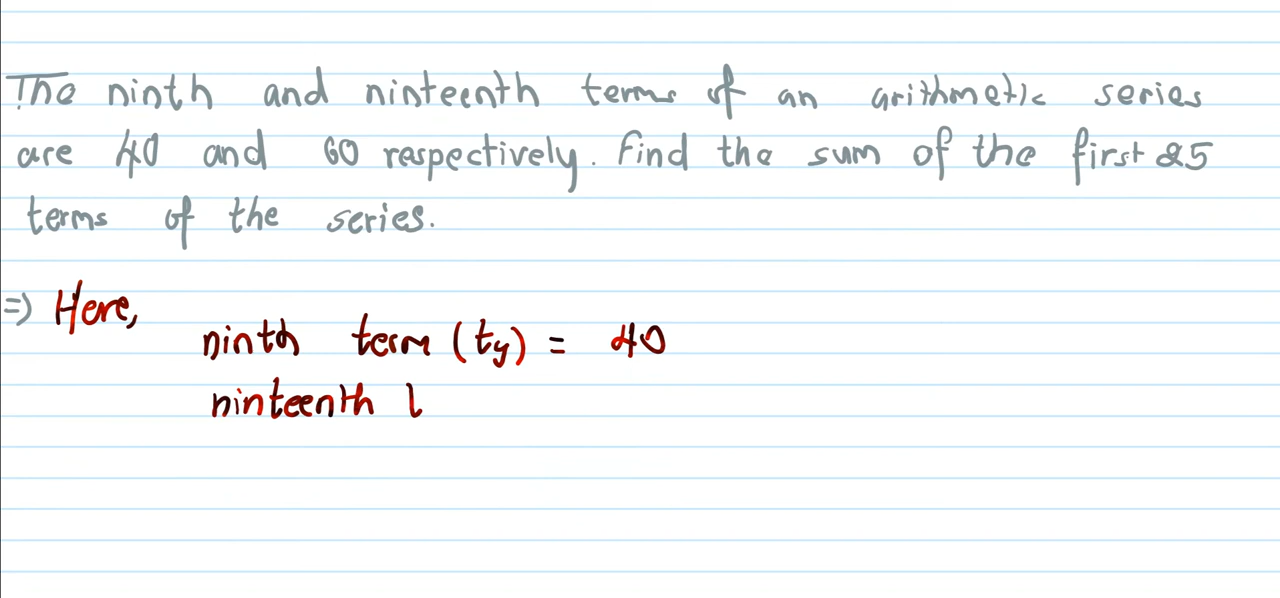 The ninth and ninteenth terms of an arithmetic series
are 40 and 60 respectively. Find the sum of the first 25
terms of the series.
=) Here,
ninth term (t9) = 40
ninteenth